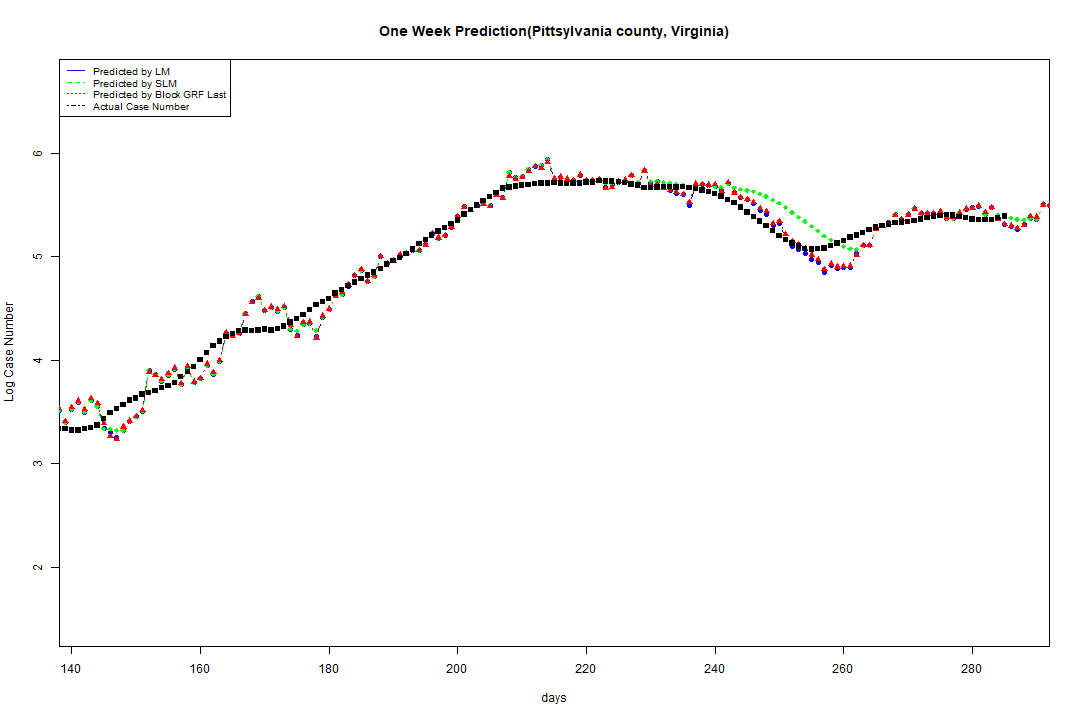 One Week Prediction(Pittsylvania county, Virginia)
Predicted by LM
Predicted by SLM
Predicted by Block GRF Last
Actual Case Number
6
5
4
3
2
Log Case Number
140 160 180 200 220 240 260 280
days